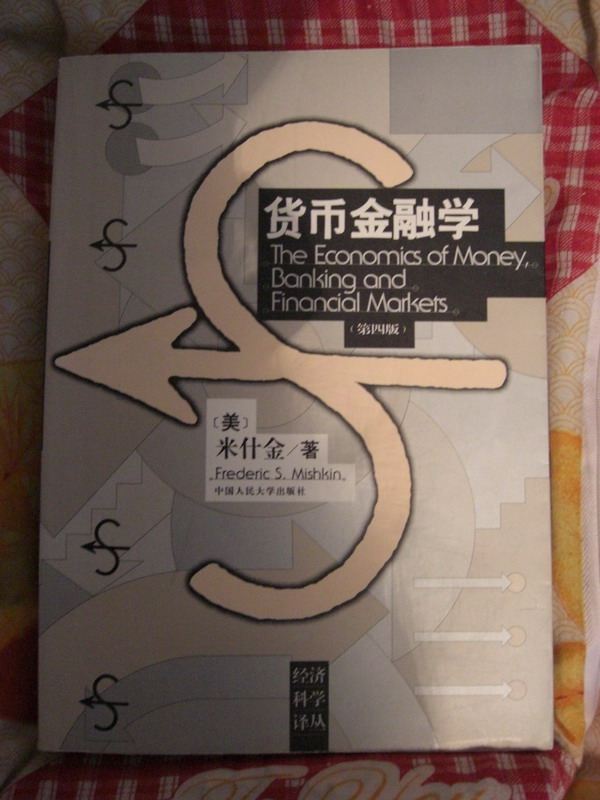 货币金融学
The Economics of Money,
Banking and
Financial Markets
（第四版）
〔美〕
米什金／著
Frederic S. Mishkin
中国人民大学出版社
经济
科学
译丛